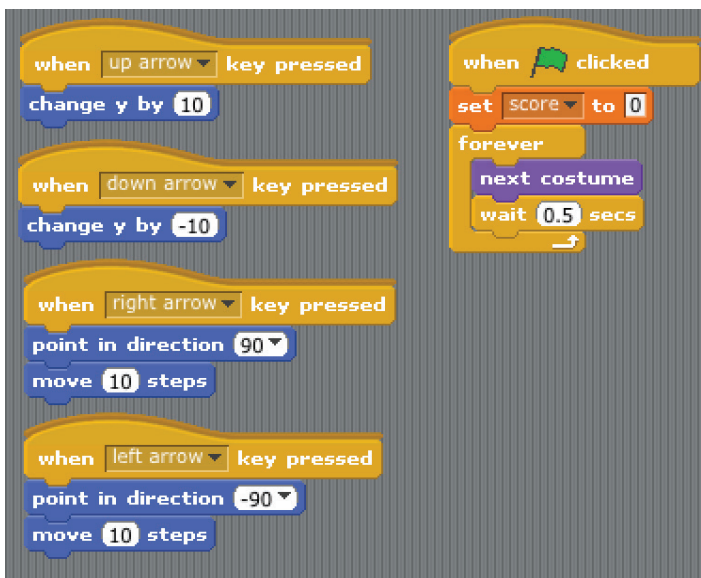 when up arrow key pressed
change y by 10
when down arrow key pressed
change y by -10
when right arrow key pressed
point in direction 90
move 10 steps
when left arrow key pressed
point in direction -90
move 10 steps
when clicked
set score to 0
forever
next costume
wait 0.5 secs